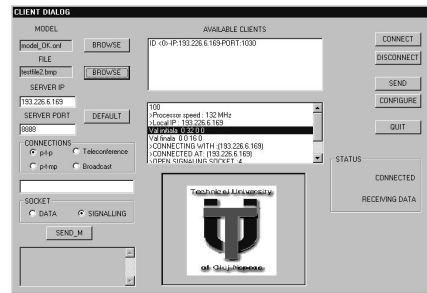 CLIENT DIALOG
MODEL
model_OK.onl
BROWSE
FILE
testfile2.bmp
BROWSE
SERVER IP
193.226.6.169
SERVER PORT
8888
DEFAULT
CONNECTIONS
p-t-p
Teleconference
p-t-mp
Broadcast
SOCKET
DATA
SIGNALLING
SEND_M
AVAILABLE CLIENTS
ID <0>-IP:193.226.6.169-PORT:1030
100
>Processor speed : 132 MHz
>Local IP : 193.226.6.169
Val initiala 0 32 0 0
Val finala 0 0 16 0
>CONNECTING WITH :(193.226.6.169)
>CONNECTED AT: (193.226.6.169)
>OPEN SIGNALING SOCKET 4
Technical University
of Cluj-Napoca
CONNECT
DISCONNECT
SEND
CONFIGURE
QUIT
STATUS
CONNECTED
RECEIVING DATA